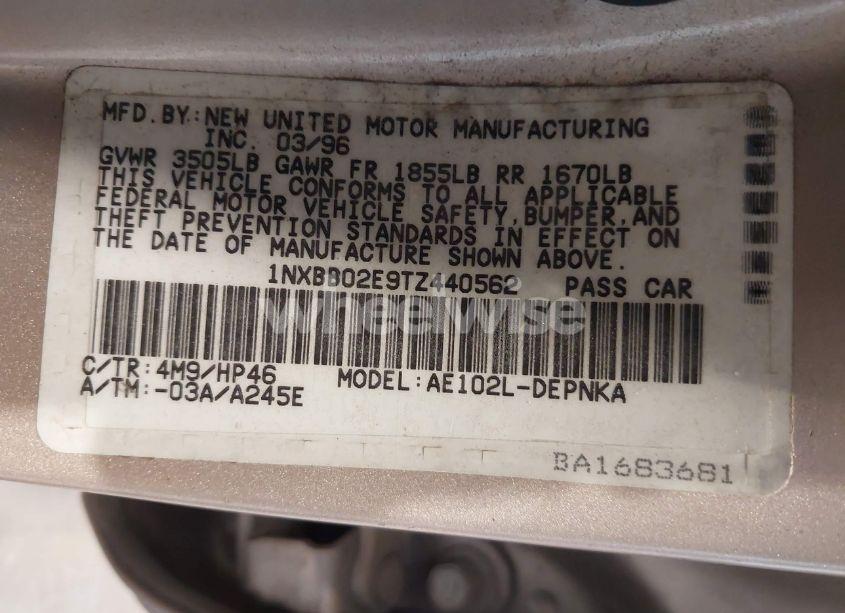 MFD. BY: NEW UNITED MOTOR MANUFACTURING
INC. 03/96
GVWR 3505LB GAWR FR 1855LB RR 1670LB
THIS VEHICLE CONFORMS TO ALL APPLICABLE
FEDERAL MOTOR VEHICLE SAFETY, BUMPER, AND
THEFT PREVENTION STANDARDS IN EFFECT ON
THE DATE OF MANUFACTURE SHOWN ABOVE.
1NXBB02E9TZ440562 PASS CAR
wheelwise
C/TR: 4M9/HP46 MODEL: AE102L-DEPNKA
A/TM: -03A/A245E
BA1683681